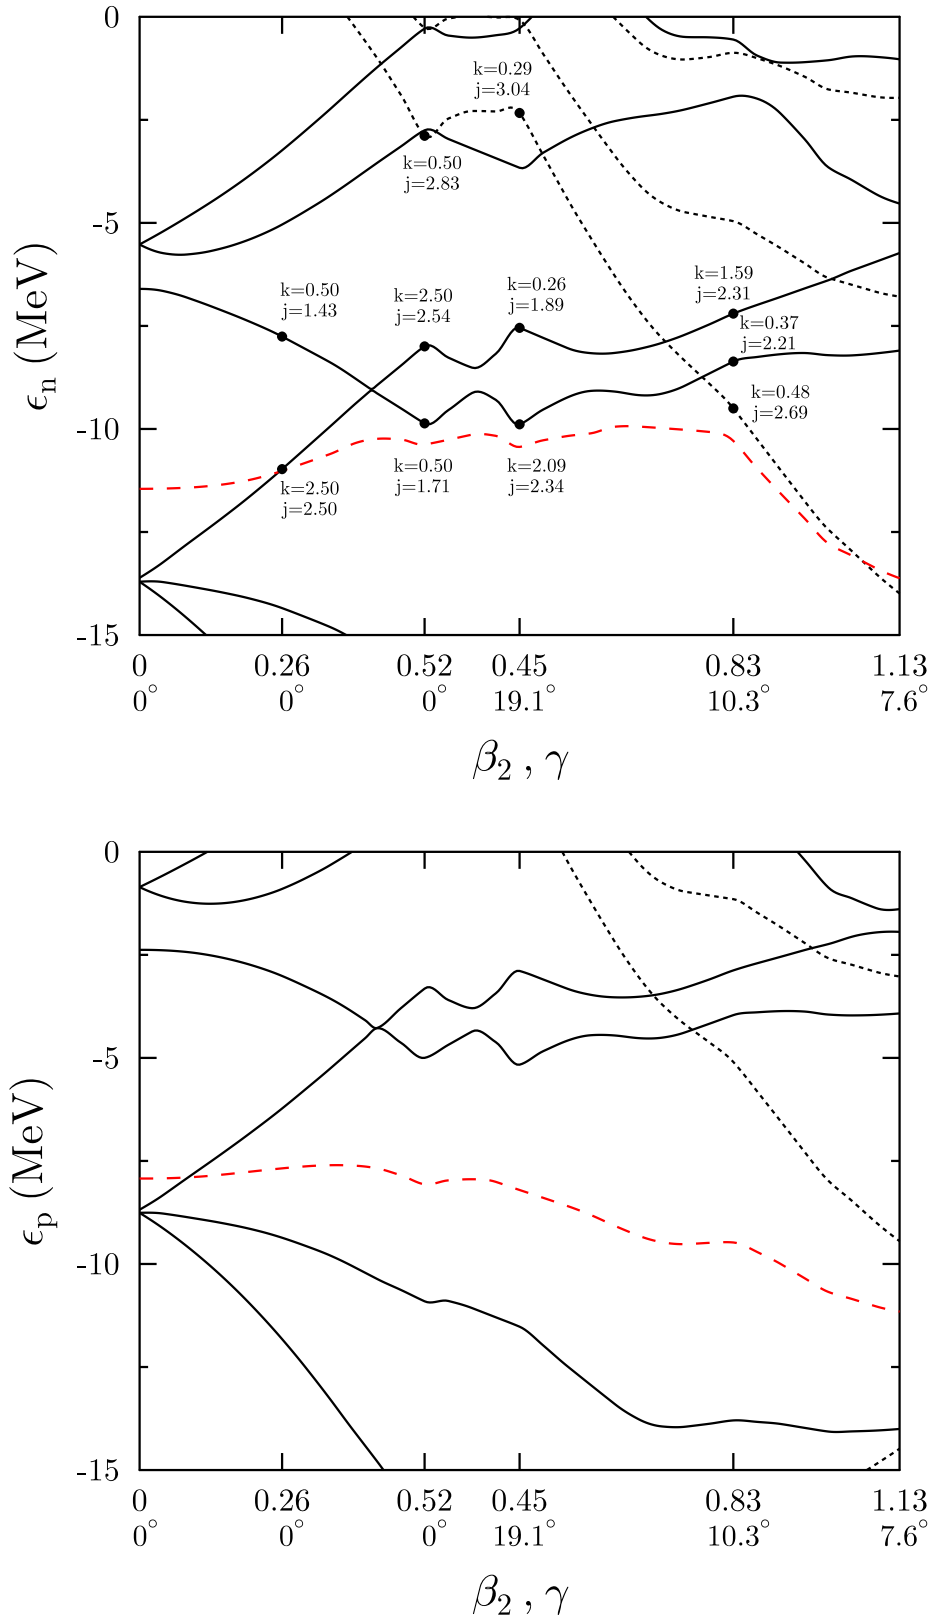 ϵn (MeV)
0
-5
-10
-15
k=0.29
j=3.04
k=0.50
j=2.83
k=0.50
j=1.43
k=2.50
j=2.54
k=0.26
j=1.89
k=1.59
j=2.31
k=0.37
j=2.21
k=0.48
j=2.69
k=2.50
j=2.50
k=0.50
j=1.71
k=2.09
j=2.34
0 0.26 0.52 0.45 0.83 1.13
0° 0° 0° 19.1° 10.3° 7.6°
β2 , γ
ϵp (MeV)
0
-5
-10
-15
0 0.26 0.52 0.45 0.83 1.13
0° 0° 0° 19.1° 10.3° 7.6°
β2 , γ